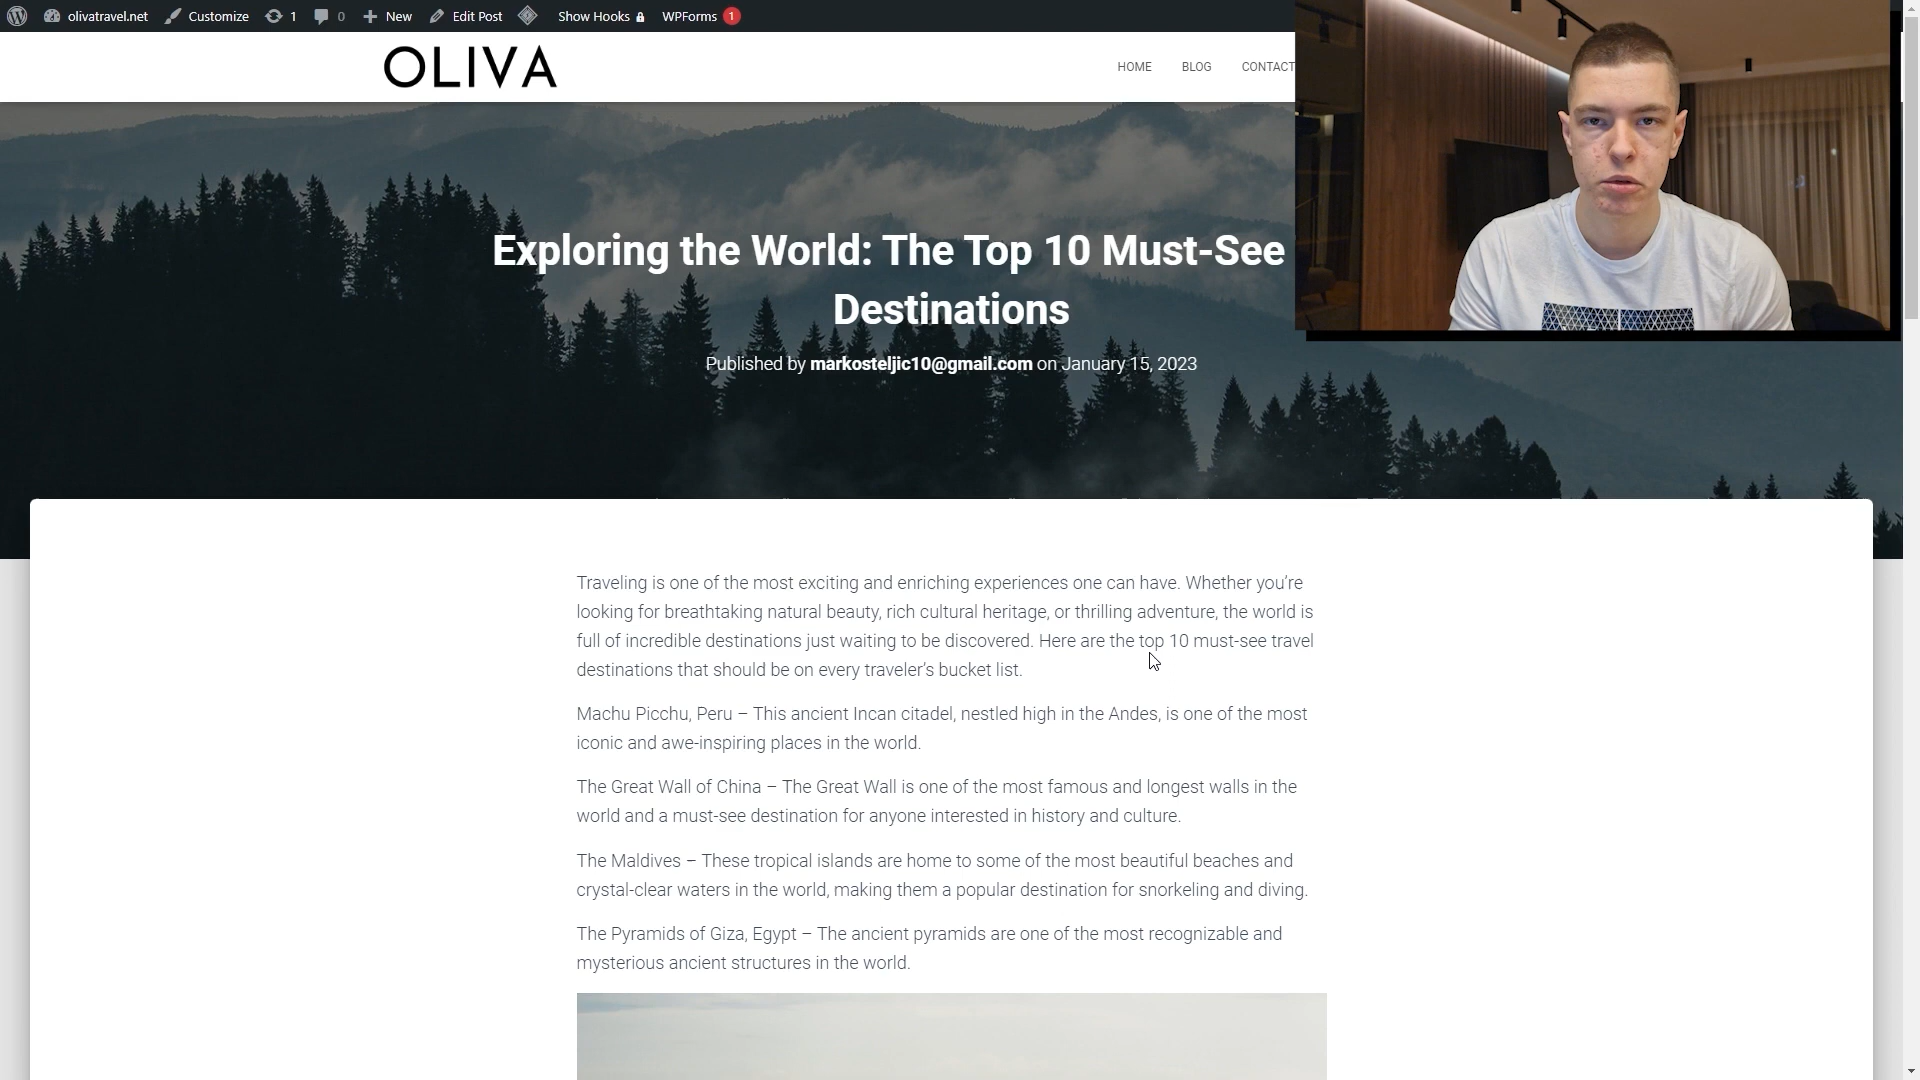 olivatravel.net Customize 1 0 New Edit Post Show Hooks WPForms 1
OLIVA
HOME BLOG CONTACT
Exploring the World: The Top 10 Must-See
Destinations
Published by markosteljic10@gmail.com on January 15, 2023
Traveling is one of the most exciting and enriching experiences one can have. Whether you’re
looking for breathtaking natural beauty, rich cultural heritage, or thrilling adventure, the world is
full of incredible destinations just waiting to be discovered. Here are the top 10 must-see travel
destinations that should be on every traveler’s bucket list.
Machu Picchu, Peru – This ancient Incan citadel, nestled high in the Andes, is one of the most
iconic and awe-inspiring places in the world.
The Great Wall of China – The Great Wall is one of the most famous and longest walls in the
world and a must-see destination for anyone interested in history and culture.
The Maldives – These tropical islands are home to some of the most beautiful beaches and
crystal-clear waters in the world, making them a popular destination for snorkeling and diving.
The Pyramids of Giza, Egypt – The ancient pyramids are one of the most recognizable and
mysterious ancient structures in the world.